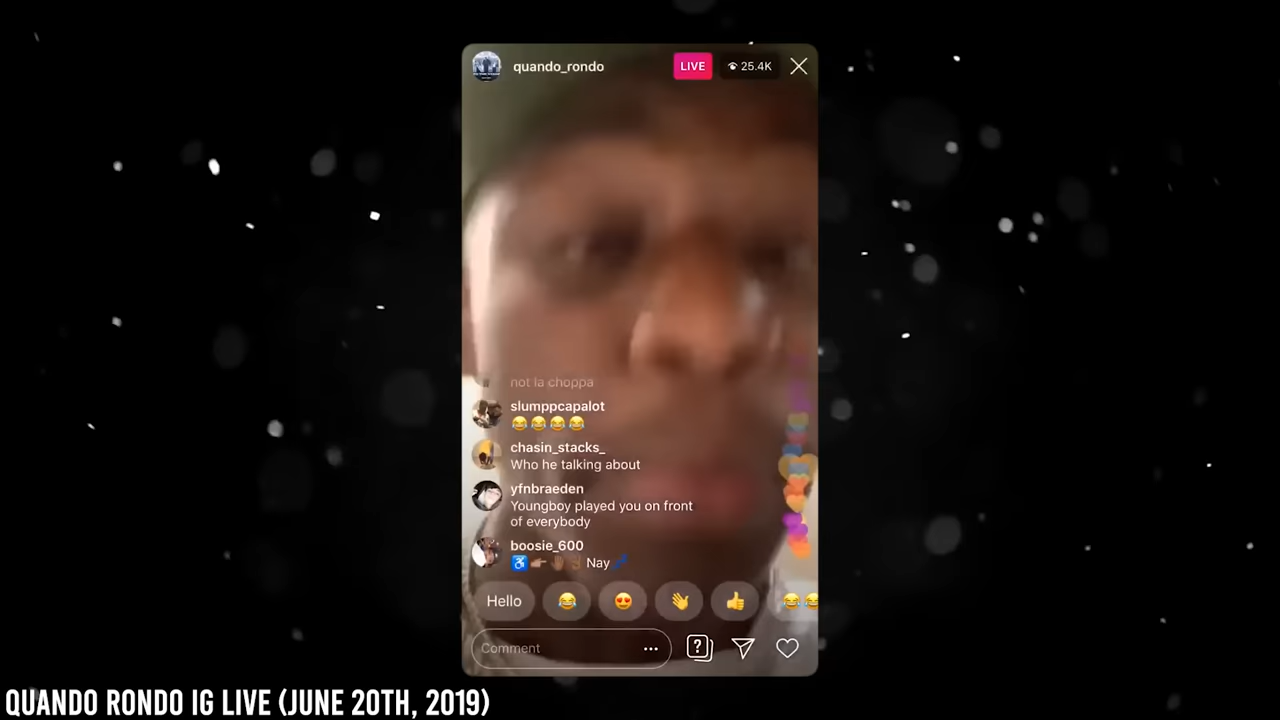 quando_rondo LIVE 25.4K
not la choppa
slumppcapalot
😂😂😂😂
chasin_stacks_
Who he talking about
yfnbraeden
Youngboy played you on front
of everybody
boosie_600
Nay
Hello
Comment
QUANDO RONDO IG LIVE (JUNE 20TH, 2019)